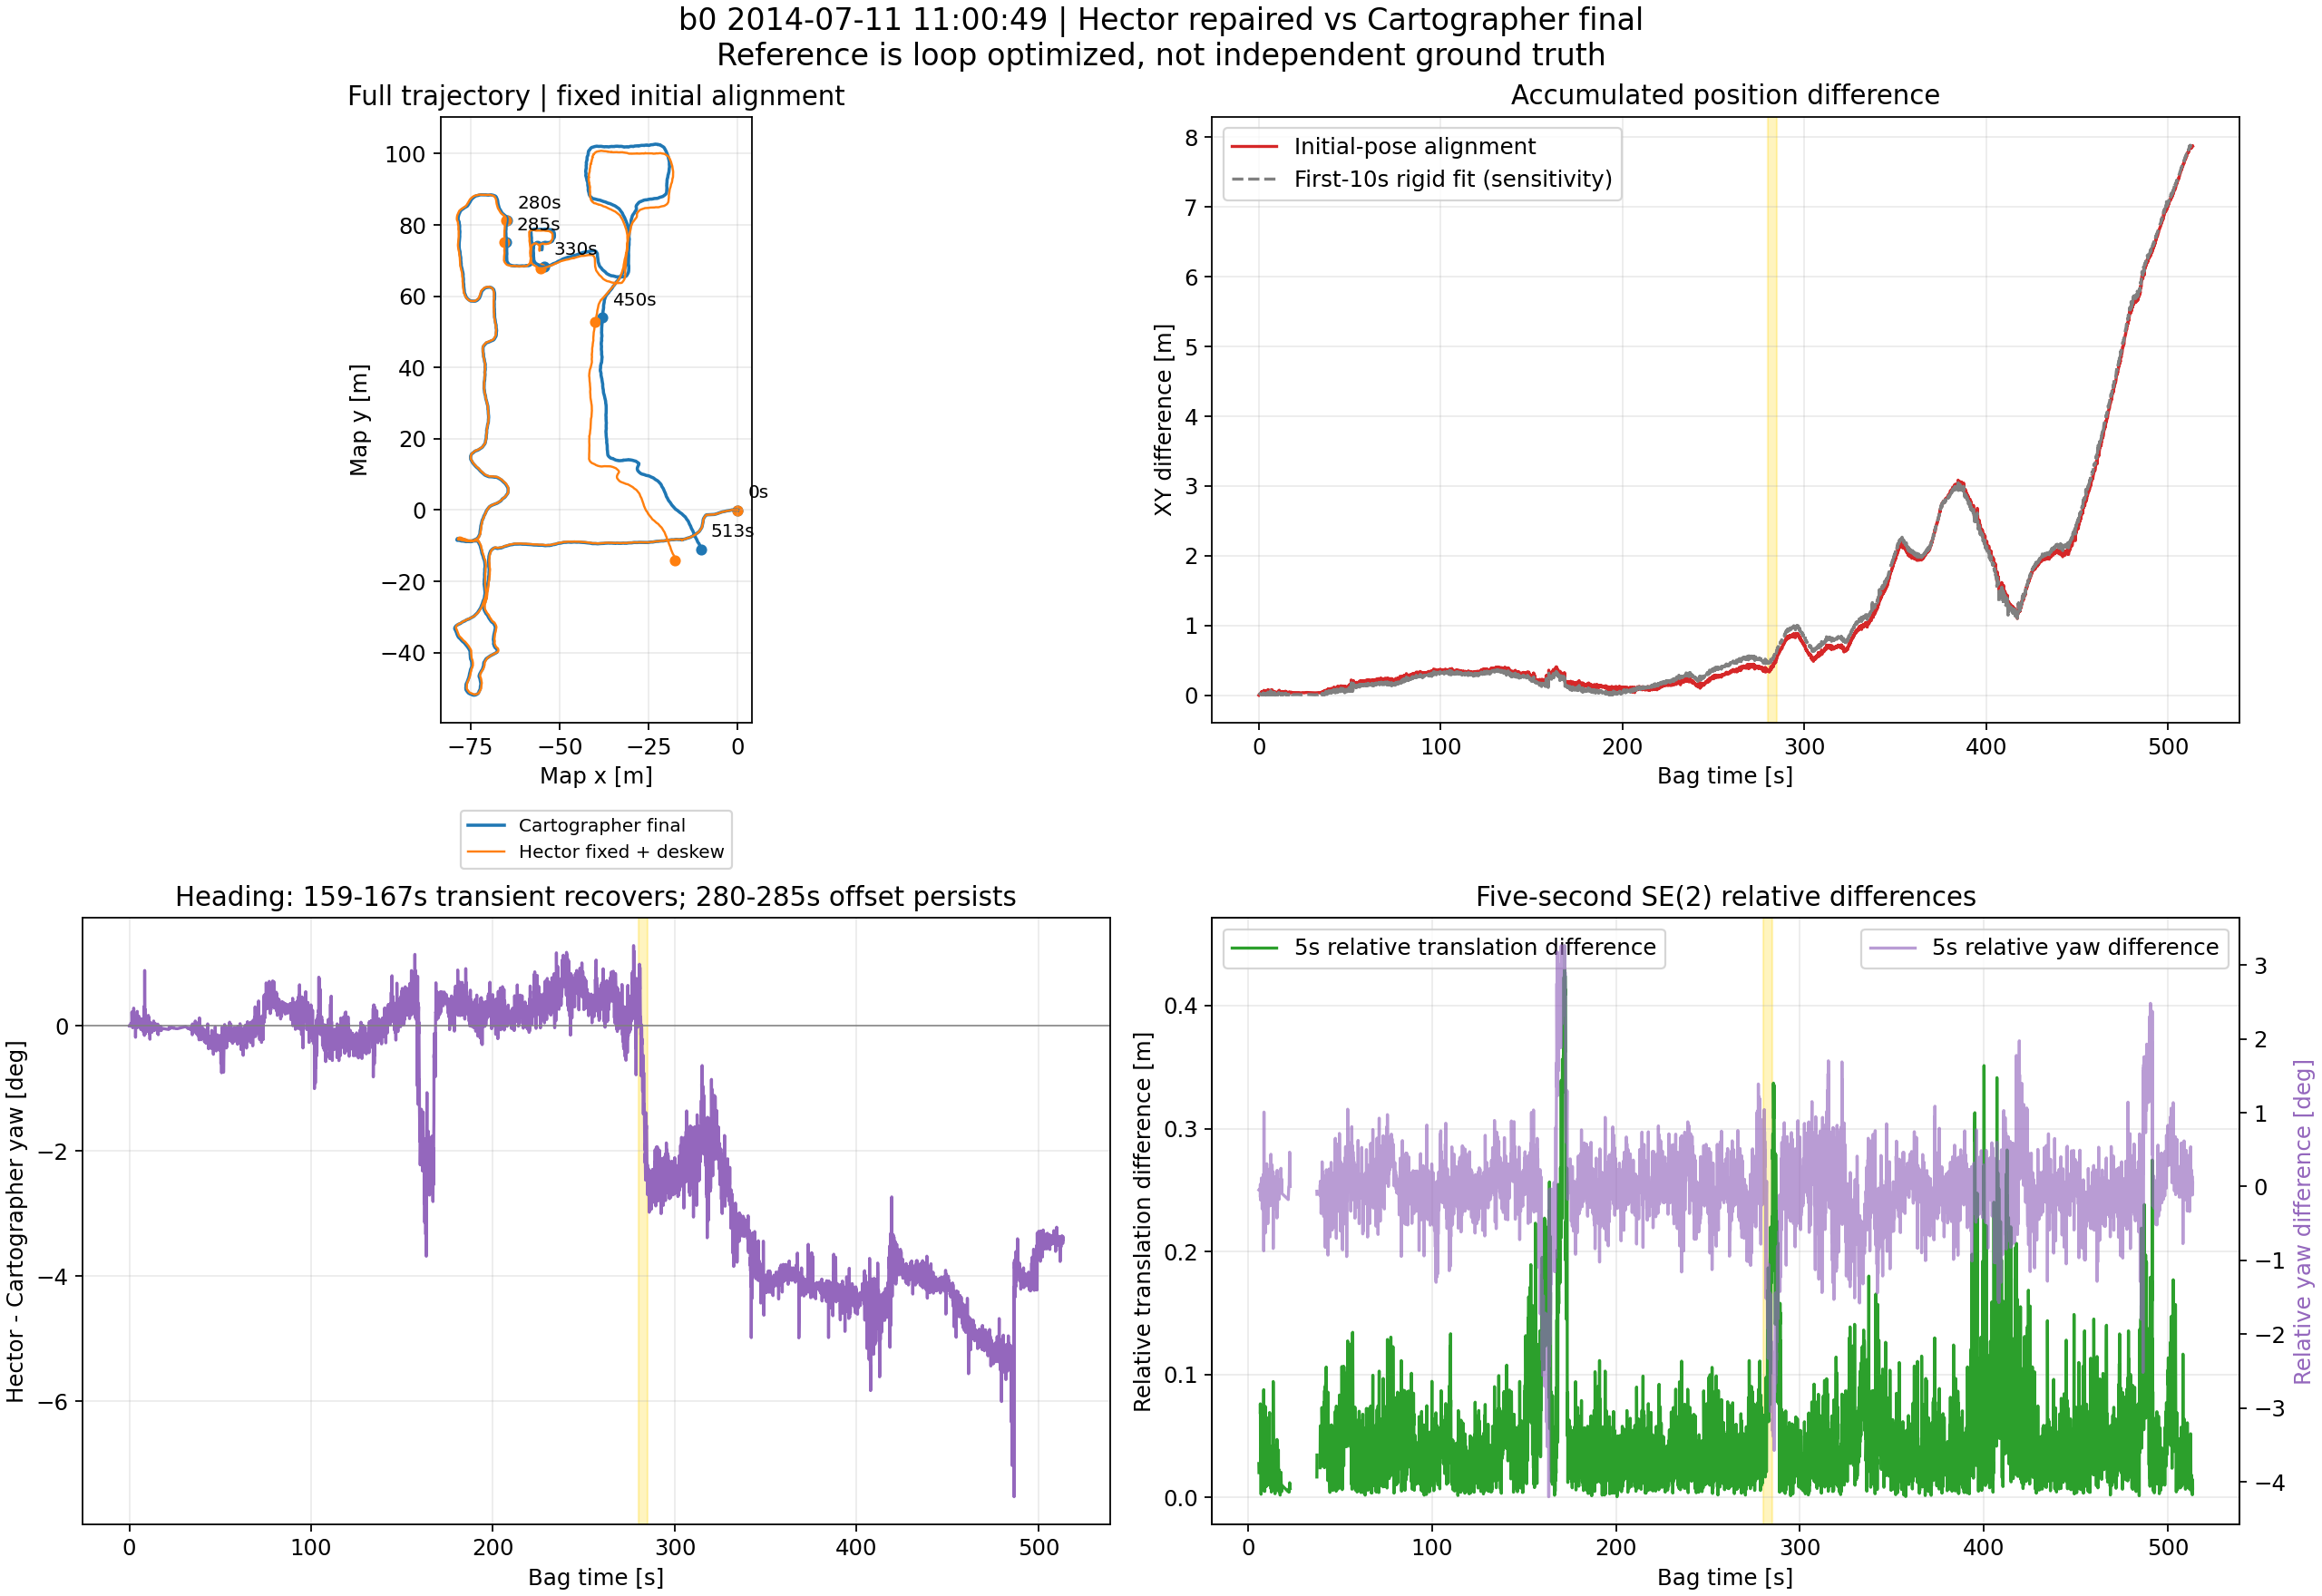 b0 2014-07-11 11:00:49 | Hector repaired vs Cartographer final
Reference is loop optimized, not independent ground truth
Full trajectory | fixed initial alignment
100
80
60
40
20
0
−20
−40
−75
−50
−25
0
Map y [m]
Map x [m]
280s
285s
330s
450s
0s
513s
Cartographer final
Hector fixed + deskew
Accumulated position difference
Initial-pose alignment
First-10s rigid fit (sensitivity)
8
7
6
5
4
3
2
1
0
0
100
200
300
400
500
XY difference [m]
Bag time [s]
Heading: 159-167s transient recovers; 280-285s offset persists
0
−2
−4
−6
0
100
200
300
400
500
Hector - Cartographer yaw [deg]
Bag time [s]
Five-second SE(2) relative differences
5s relative translation difference
5s relative yaw difference
0.4
0.3
0.2
0.1
0.0
3
2
1
0
−1
−2
−3
−4
0
100
200
300
400
500
Relative translation difference [m]
Relative yaw difference [deg]
Bag time [s]